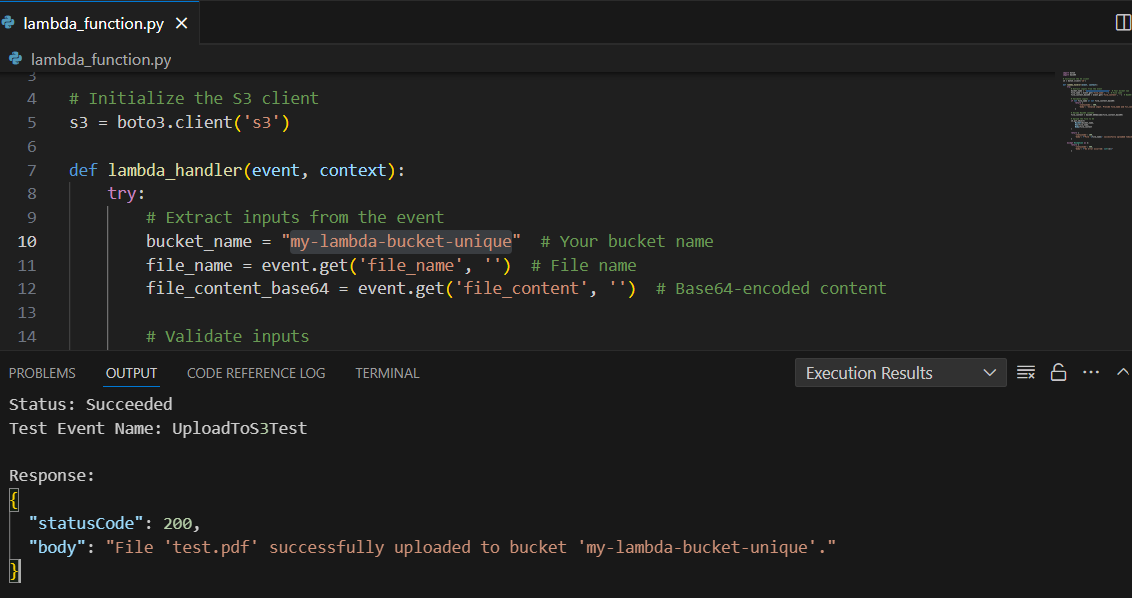 lambda_function.py
lambda_function.py
3
4 # Initialize the S3 client
5 s3 = boto3.client('s3')
6
7 def lambda_handler(event, context):
8 try:
9 # Extract inputs from the event
10 bucket_name = "my-lambda-bucket-unique" # Your bucket name
11 file_name = event.get('file_name', '') # File name
12 file_content_base64 = event.get('file_content', '') # Base64-encoded content
13
14 # Validate inputs
PROBLEMS OUTPUT CODE REFERENCE LOG TERMINAL Execution Results
Status: Succeeded
Test Event Name: UploadToS3Test
Response:
{
"statusCode": 200,
"body": "File 'test.pdf' successfully uploaded to bucket 'my-lambda-bucket-unique'."
}